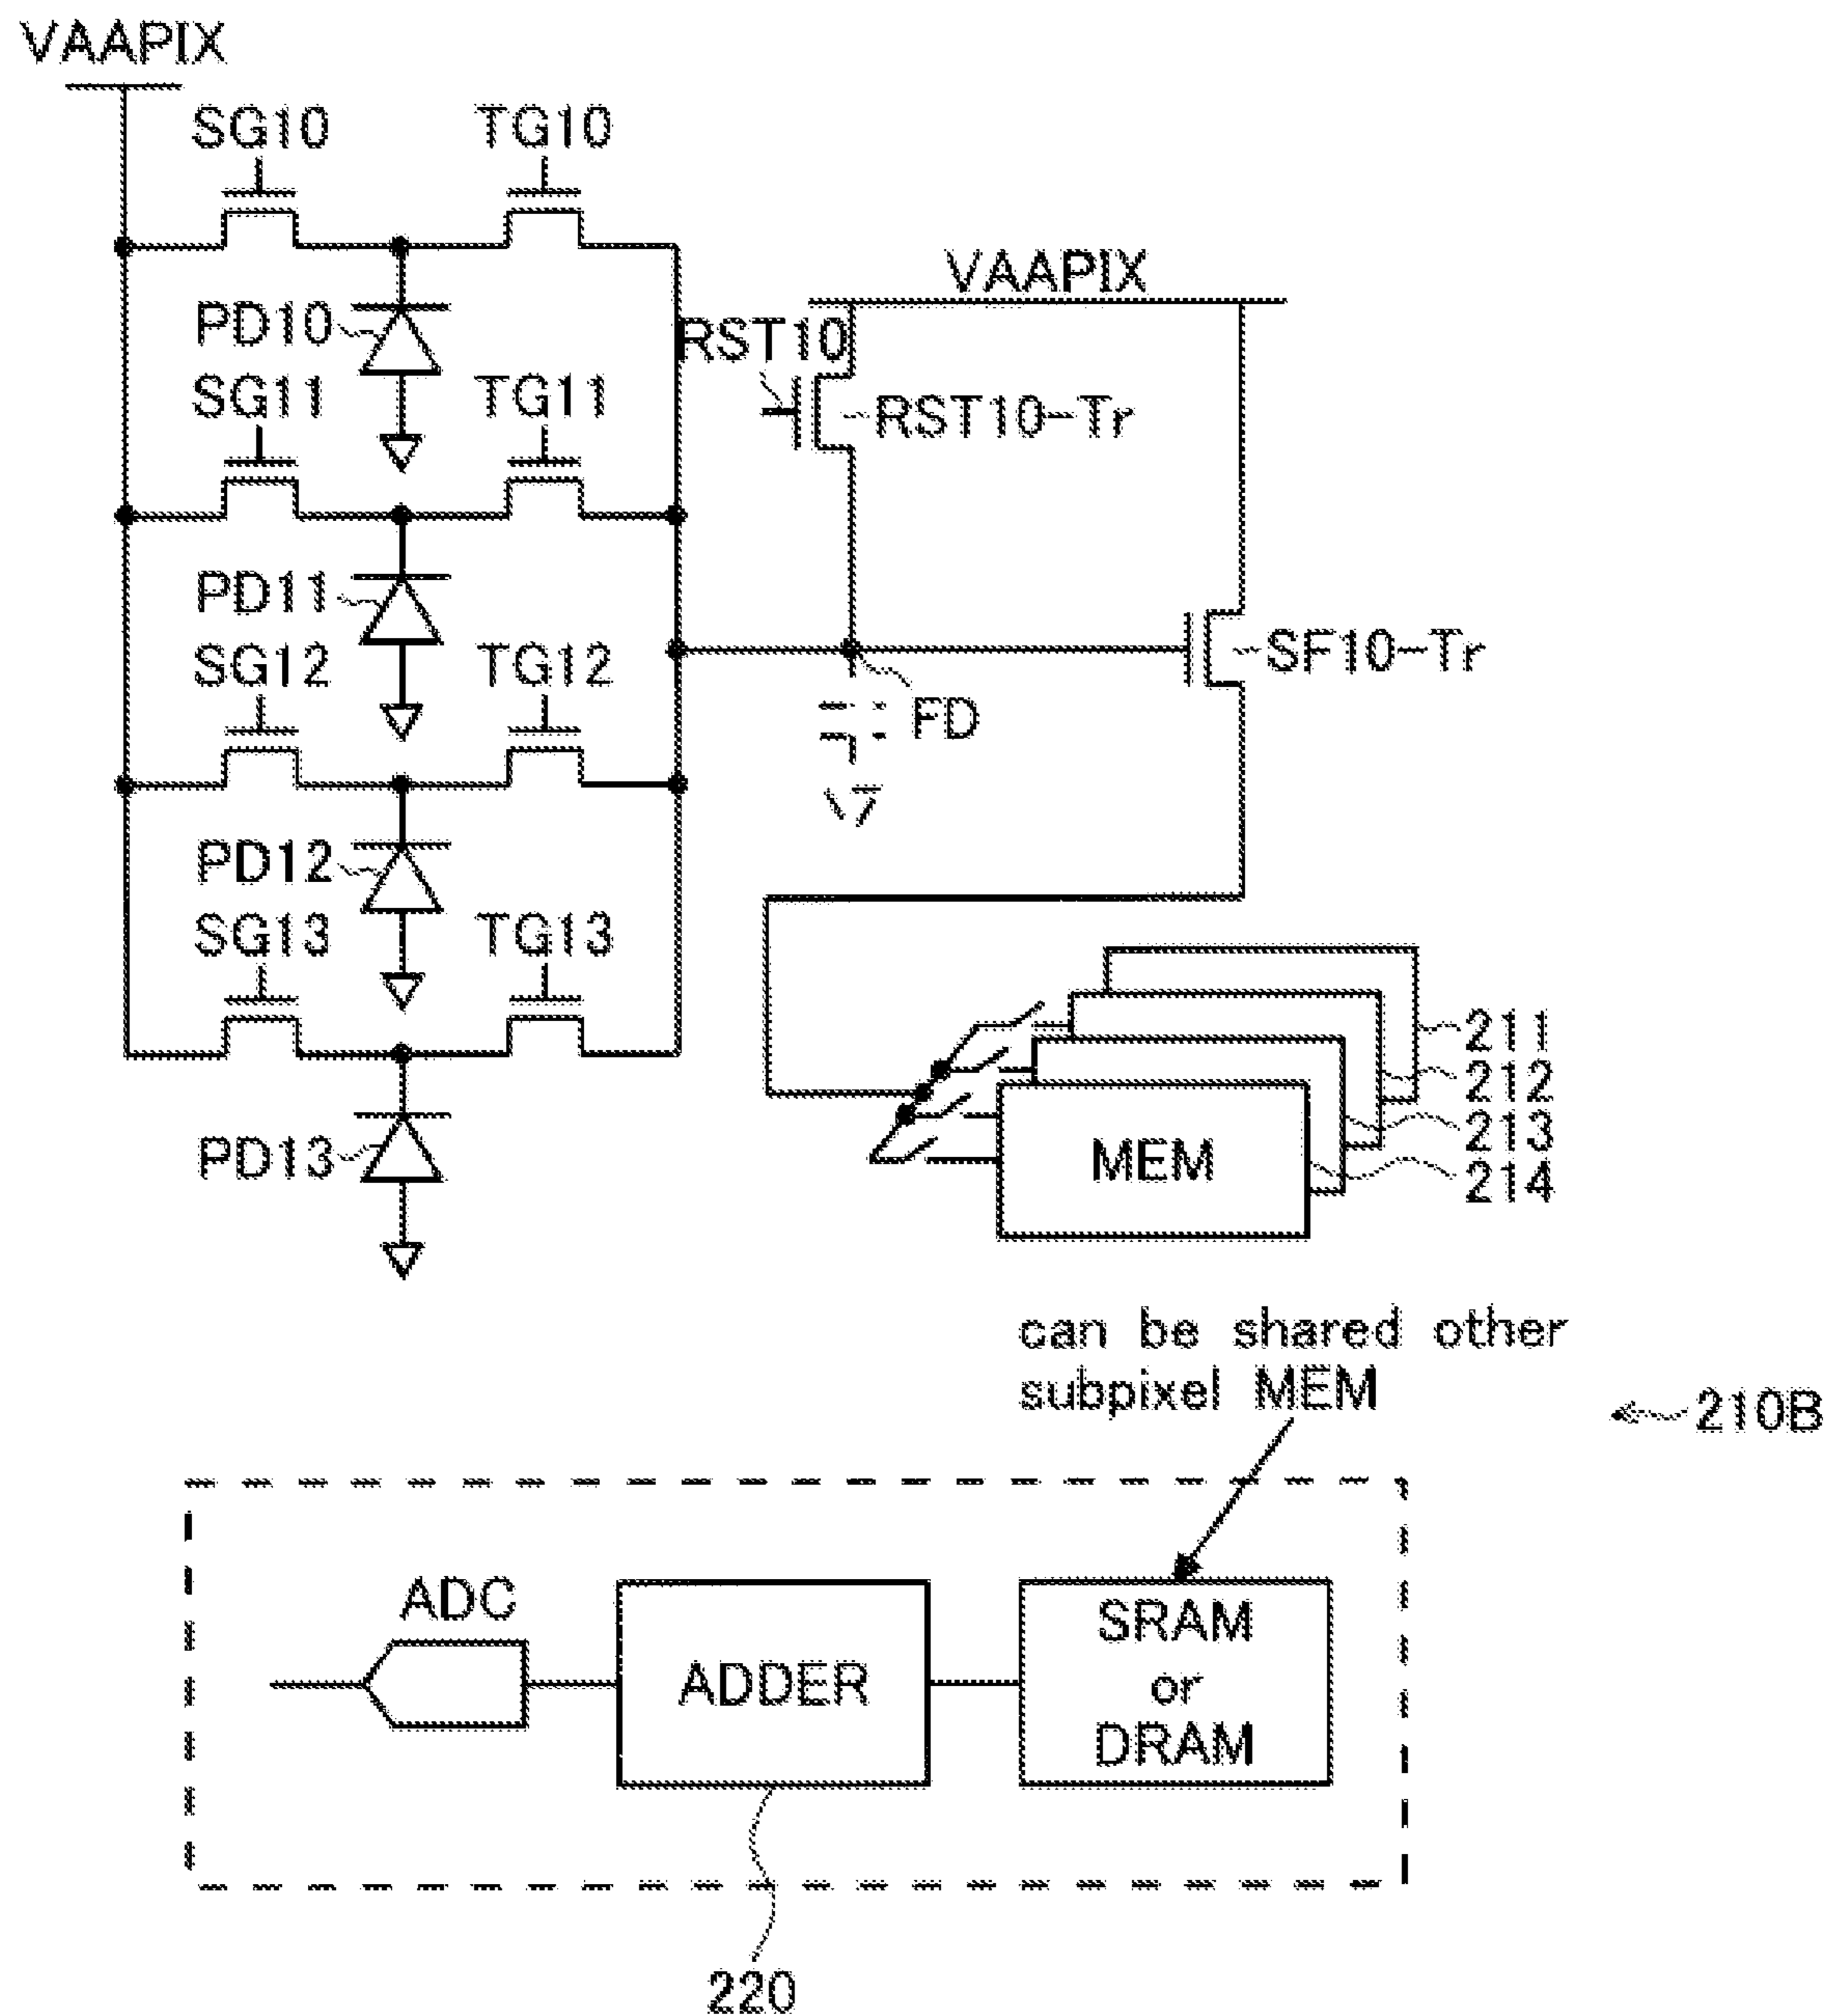 VAAPIX
SG10 TG10
VAAPIX
PD10
RST10
SG11 TG11
RST10-Tr
PD11
SG12 TG12
SF10-Tr
FD
PD12
SG13 TG13
211
212
213
214
MEM
PD13
can be shared other
subpixel MEM
210B
ADC
ADDER
SRAM
or
DRAM
220